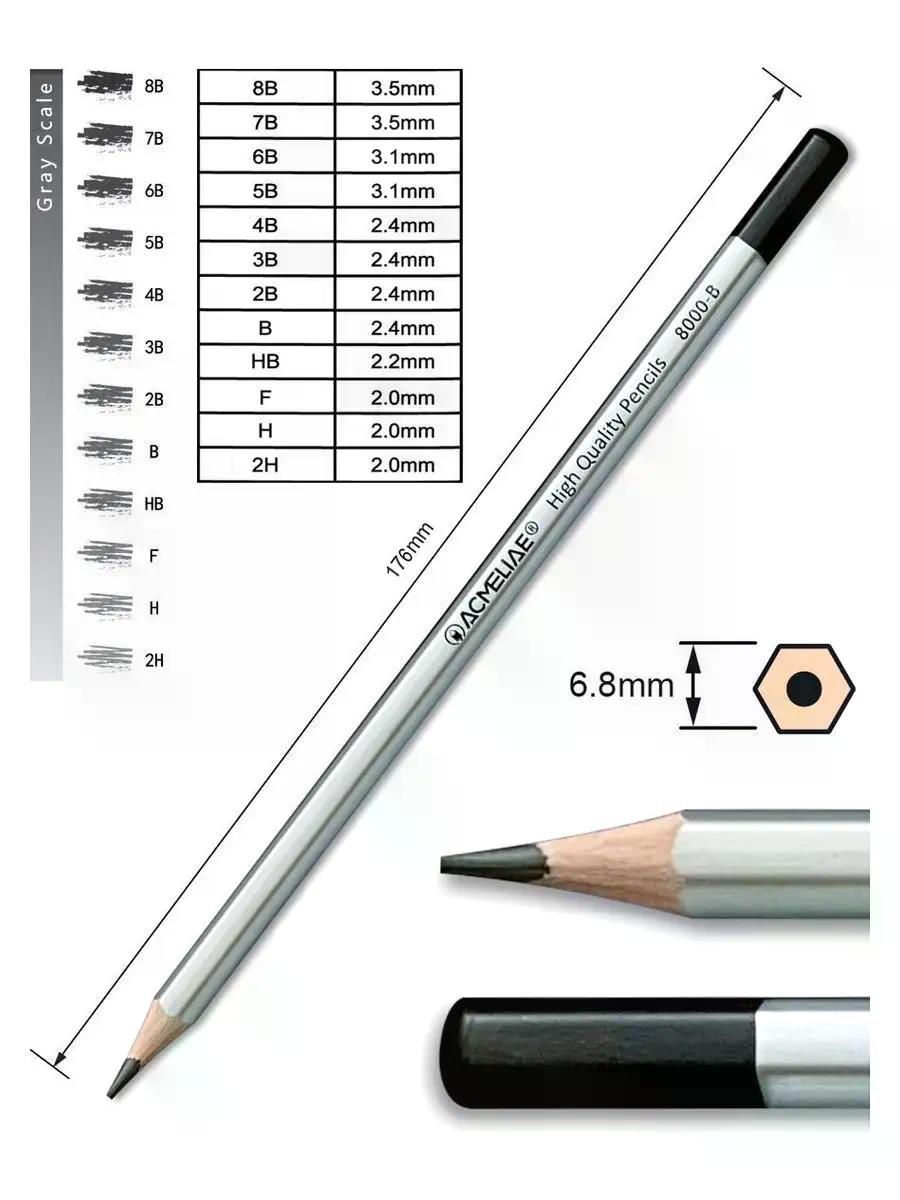 Gray Scale
8B
7B
6B
5B
4B
3B
2B
B
HB
F
H
2H
8B 3.5mm
7B 3.5mm
6B 3.1mm
5B 3.1mm
4B 2.4mm
3B 2.4mm
2B 2.4mm
B 2.4mm
HB 2.2mm
F 2.0mm
H 2.0mm
2H 2.0mm
176mm
ACMELIAE® High Quality Pencils 8000-B
6.8mm